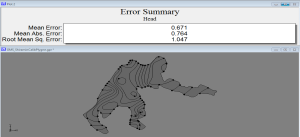 Error Summary
Head
Mean Error: 0.671
Mean Abs. Error: 0.764
Root Mean Sq. Error: 1.047